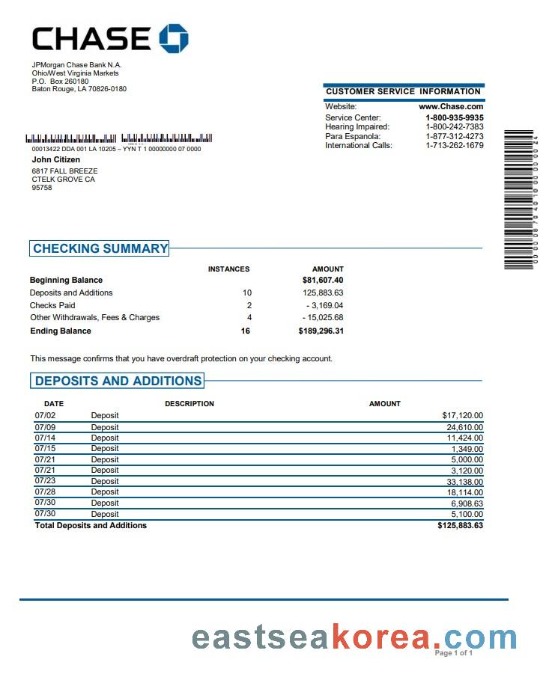 CHASE
JPMorgan Chase Bank N.A.
Ohio/West Virginia Markets
P.O. Box 260180
Baton Rouge, LA 70826-0180
CUSTOMER SERVICE INFORMATION
Website: www.Chase.com
Service Center: 1-800-935-9935
Hearing Impaired: 1-800-242-7383
Para Espanola: 1-877-312-4273
International Calls: 1-713-262-1679
00013422 DDA 001 LA 10205 – YYN T 1 00000000 07 0000
John Citizen
6817 FALL BREEZE
CTELK GROVE CA
95758
CHECKING SUMMARY
INSTANCES AMOUNT
Beginning Balance $81,607.40
Deposits and Additions 10 125,883.63
Checks Paid 2 - 3,169.04
Other Withdrawals, Fees & Charges 4 - 15,025.68
Ending Balance 16 $189,296.31
This message confirms that you have overdraft protection on your checking account.
DEPOSITS AND ADDITIONS
DATE DESCRIPTION AMOUNT
07/02 Deposit $17,120.00
07/09 Deposit 24,610.00
07/14 Deposit 11,424.00
07/15 Deposit 1,349.00
07/21 Deposit 5,000.00
07/21 Deposit 3,120.00
07/23 Deposit 33,138.00
07/28 Deposit 18,114.00
07/30 Deposit 6,908.63
07/30 Deposit 5,100.00
Total Deposits and Additions $125,883.63
eastseakorea.com
Page 1 of 1